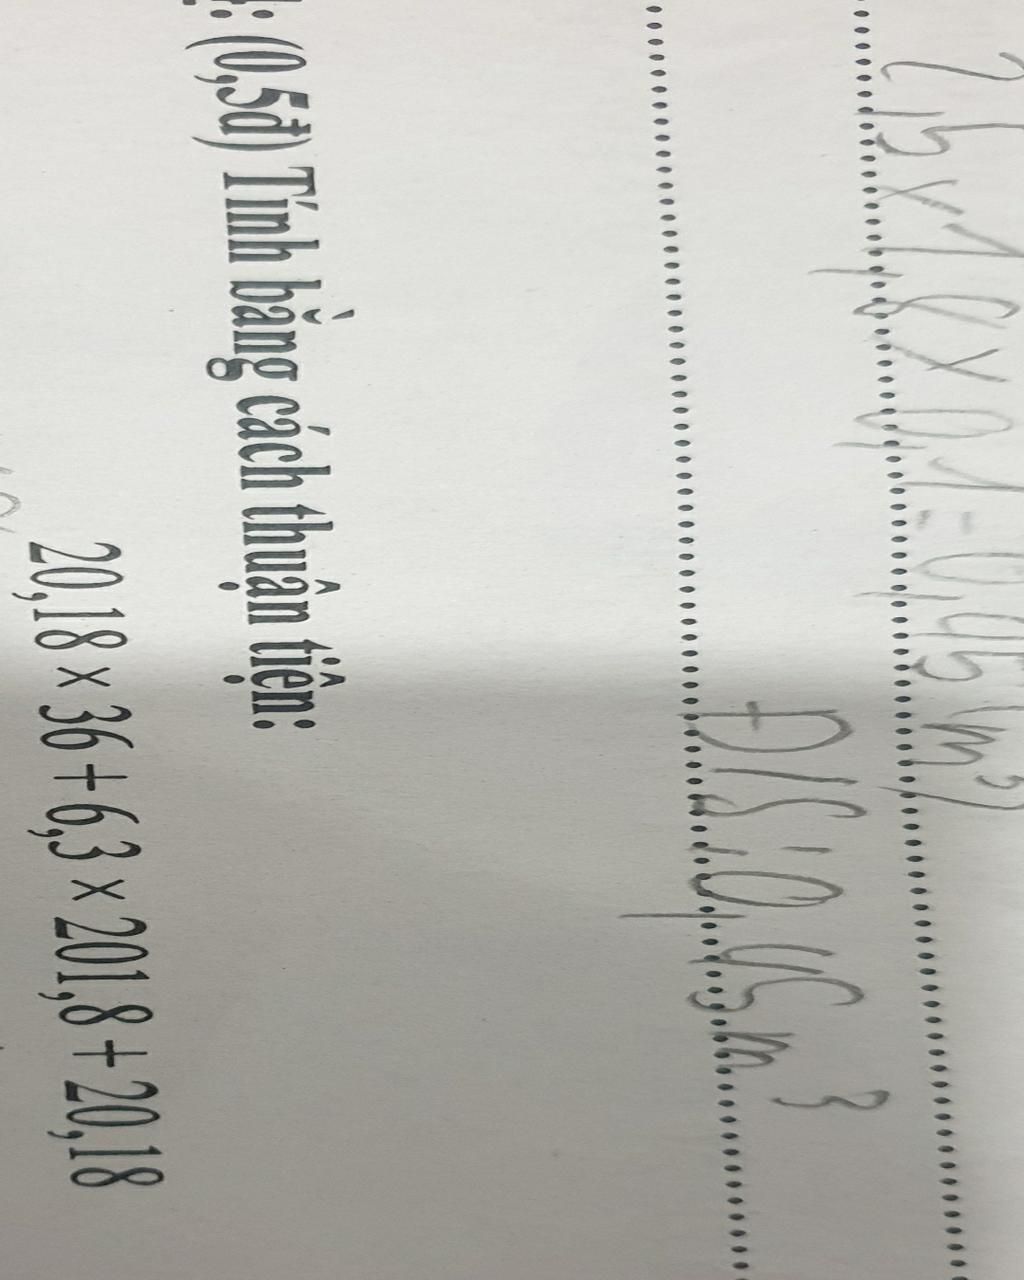 2,5 x 1,8 x 0,1 = 0,45 (m³)
Đ/S: 0,45 m³
: (0,5đ) Tính bằng cách thuận tiện:
20,18 × 36 + 6,3 × 201,8 + 20,18